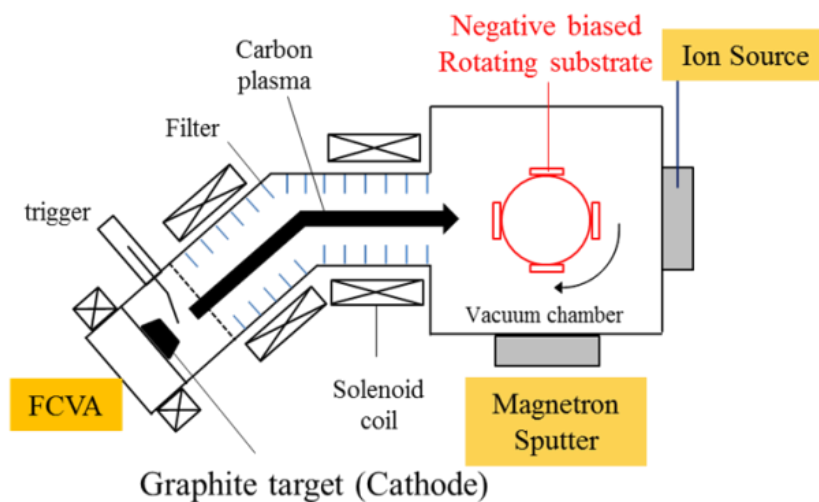 Carbon
plasma
Negative biased
Rotating substrate
Ion Source
Filter
trigger
Vacuum chamber
Solenoid
coil
FCVA
Magnetron
Sputter
Graphite target (Cathode)